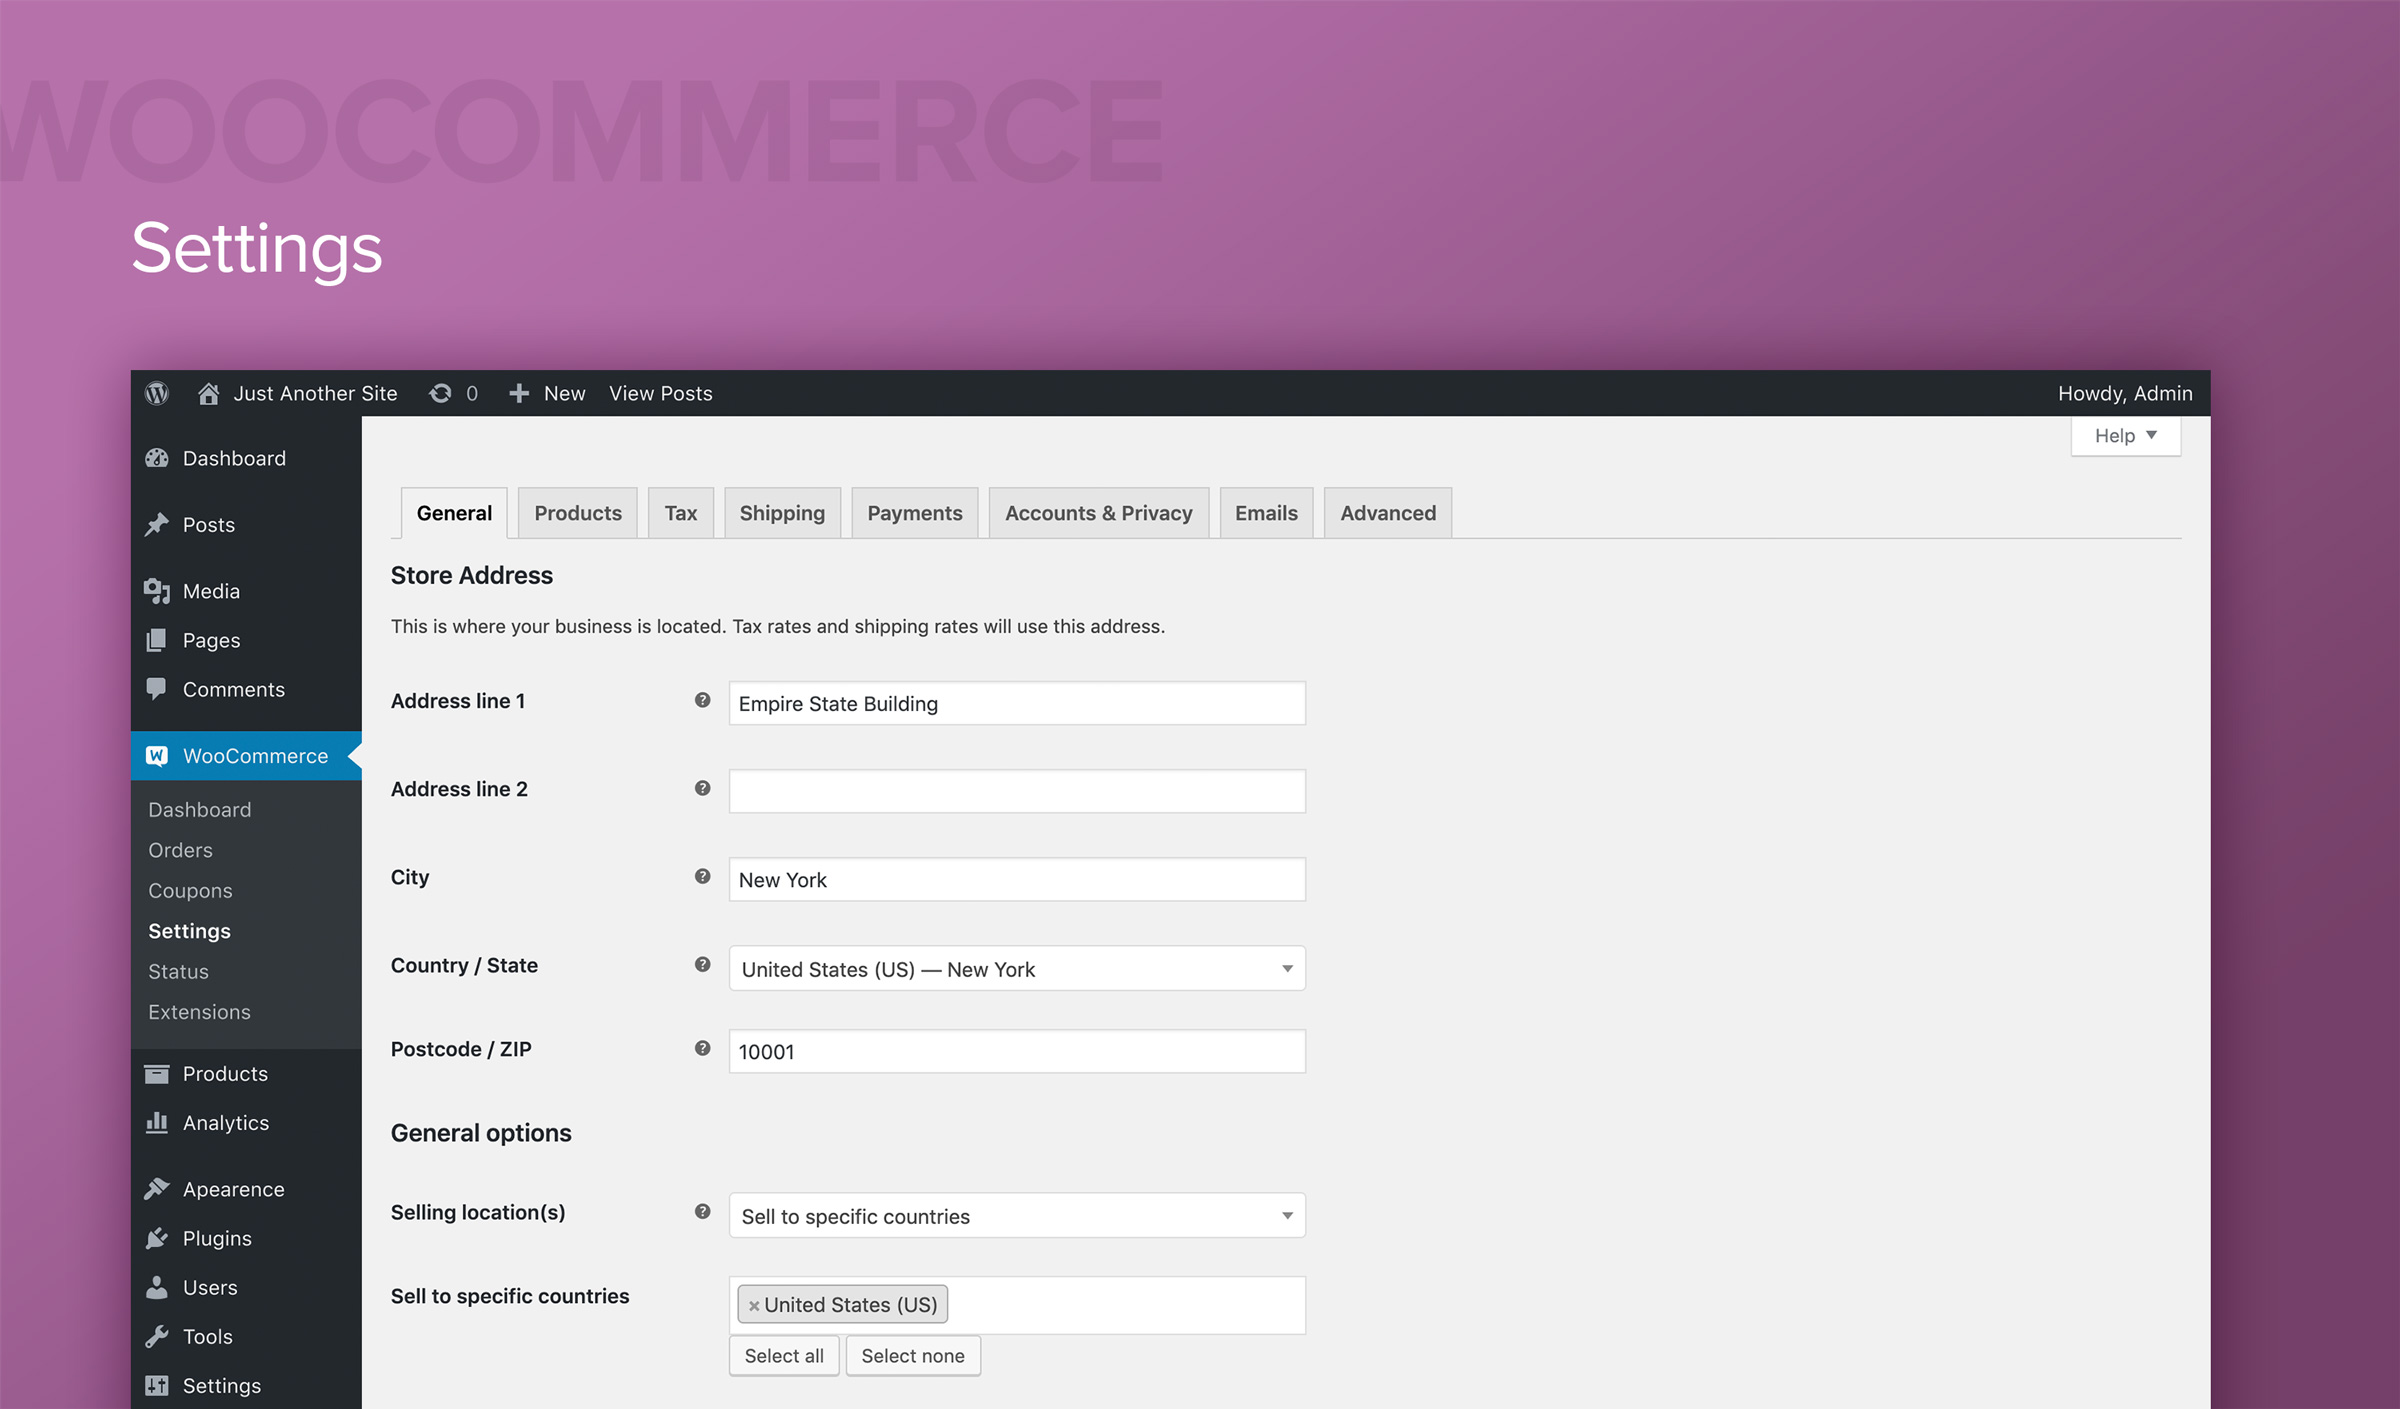 WOOCOMMERCE
Settings
Just Another Site 0 New View Posts Howdy, Admin
Help
Dashboard
Posts
Media
Pages
Comments
WooCommerce
Dashboard
Orders
Coupons
Settings
Status
Extensions
Products
Analytics
Apearence
Plugins
Users
Tools
Settings
General Products Tax Shipping Payments Accounts & Privacy Emails Advanced
Store Address
This is where your business is located. Tax rates and shipping rates will use this address.
Address line 1 ? Empire State Building
Address line 2 ?
City ? New York
Country / State ? United States (US) — New York
Postcode / ZIP ? 10001
General options
Selling location(s) ? Sell to specific countries
Sell to specific countries × United States (US)
Select all Select none